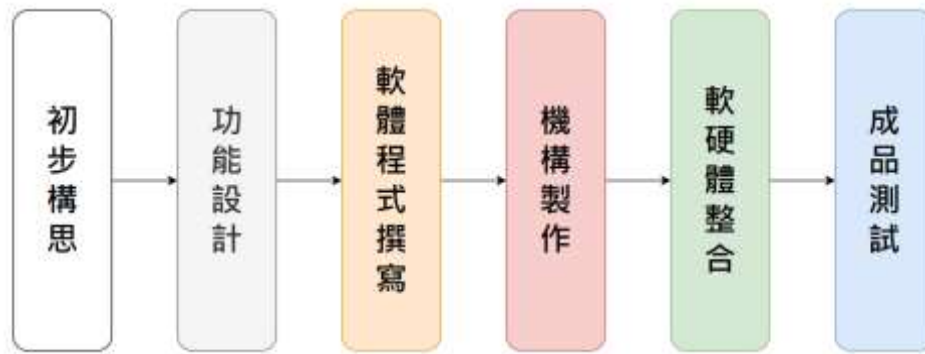 初步構思
功能設計
軟體程式撰寫
機構製作
軟硬體整合
成品測試